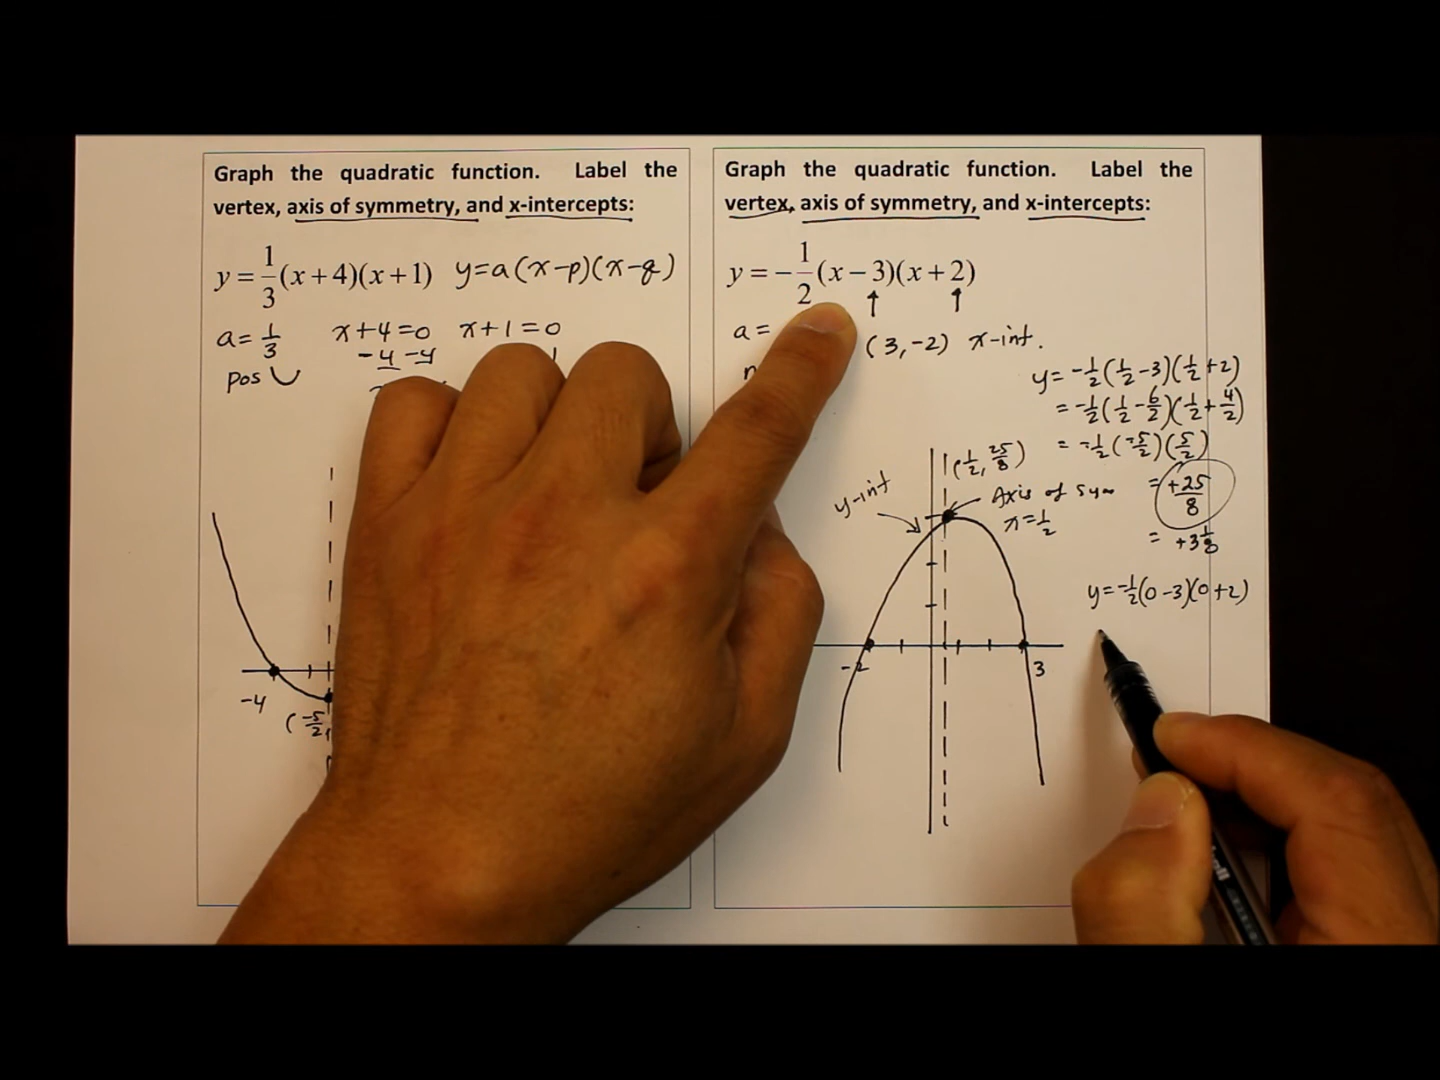 Graph the quadratic function. Label the
vertex, axis of symmetry, and x-intercepts:
y = 1/3 (x + 4)(x + 1) y=a(x-p)(x-q)
a = 1/3 x+4=0 x+1=0
-4 -4
pos
-4
(-5/2,
Graph the quadratic function. Label the
vertex, axis of symmetry, and x-intercepts:
y = -1/2 (x - 3)(x + 2)
a =
(3, -2) x-int.
y = -1/2(1/2-3)(1/2+2)
= -1/2(1/2-6/2)(1/2+4/2)
= -1/2(-5/2)(5/2)
= +25/8
= +3 1/8
y = -1/2(0-3)(0+2)
(1/2, 25/8)
y-int
Axis of sym
x = 1/2
-2
3